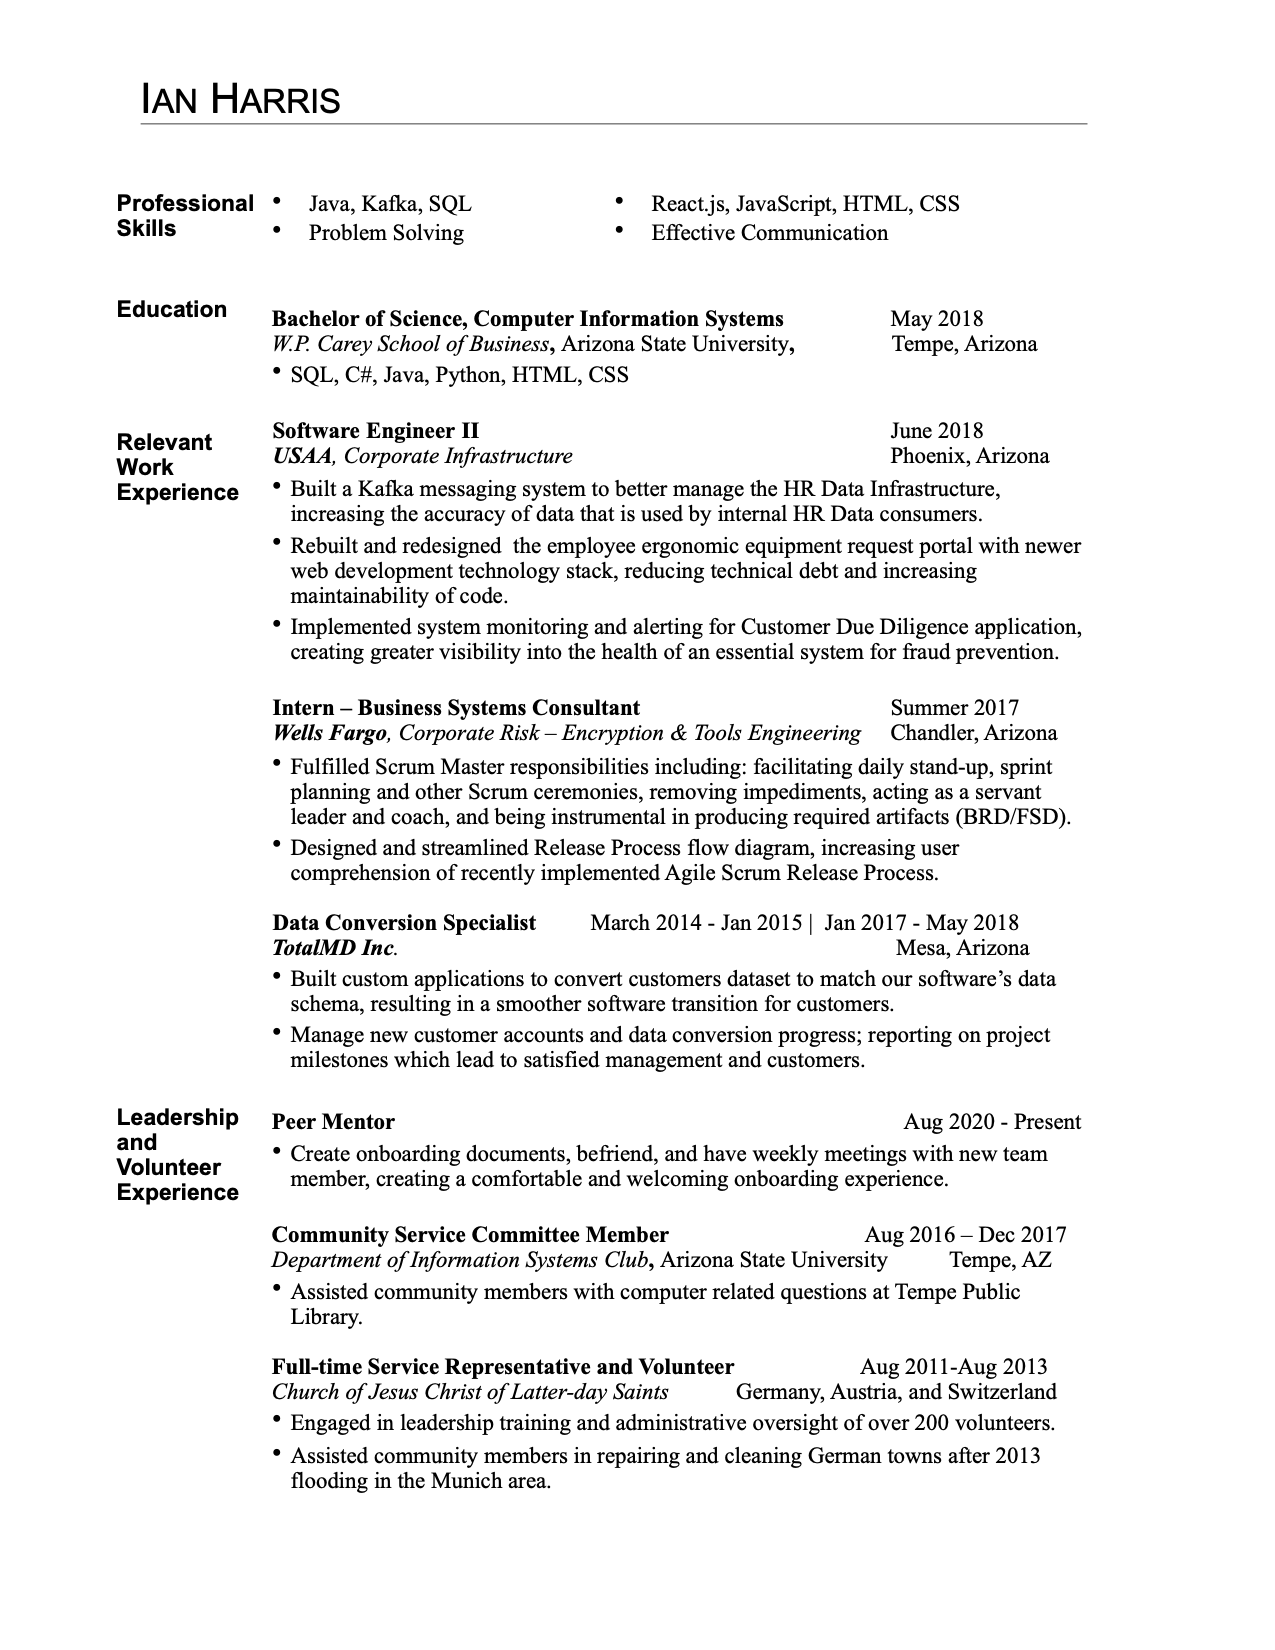 IAN HARRIS
Professional Skills
• Java, Kafka, SQL • React.js, JavaScript, HTML, CSS
• Problem Solving • Effective Communication
Education
Bachelor of Science, Computer Information Systems May 2018
W.P. Carey School of Business, Arizona State University, Tempe, Arizona
• SQL, C#, Java, Python, HTML, CSS
Relevant
Work
Experience
Software Engineer II June 2018
USAA, Corporate Infrastructure Phoenix, Arizona
• Built a Kafka messaging system to better manage the HR Data Infrastructure,
increasing the accuracy of data that is used by internal HR Data consumers.
• Rebuilt and redesigned  the employee ergonomic equipment request portal with newer
web development technology stack, reducing technical debt and increasing
maintainability of code.
• Implemented system monitoring and alerting for Customer Due Diligence application,
creating greater visibility into the health of an essential system for fraud prevention.
Intern – Business Systems Consultant Summer 2017
Wells Fargo, Corporate Risk – Encryption & Tools Engineering Chandler, Arizona
• Fulfilled Scrum Master responsibilities including: facilitating daily stand-up, sprint
planning and other Scrum ceremonies, removing impediments, acting as a servant
leader and coach, and being instrumental in producing required artifacts (BRD/FSD).
• Designed and streamlined Release Process flow diagram, increasing user
comprehension of recently implemented Agile Scrum Release Process.
Data Conversion Specialist March 2014 - Jan 2015 | Jan 2017 - May 2018
TotalMD Inc. Mesa, Arizona
• Built custom applications to convert customers dataset to match our software’s data
schema, resulting in a smoother software transition for customers.
• Manage new customer accounts and data conversion progress; reporting on project
milestones which lead to satisfied management and customers.
Leadership
and
Volunteer
Experience
Peer Mentor Aug 2020 - Present
• Create onboarding documents, befriend, and have weekly meetings with new team
member, creating a comfortable and welcoming onboarding experience.
Community Service Committee Member Aug 2016 – Dec 2017
Department of Information Systems Club, Arizona State University Tempe, AZ
• Assisted community members with computer related questions at Tempe Public
Library.
Full-time Service Representative and Volunteer Aug 2011-Aug 2013
Church of Jesus Christ of Latter-day Saints Germany, Austria, and Switzerland
• Engaged in leadership training and administrative oversight of over 200 volunteers.
• Assisted community members in repairing and cleaning German towns after 2013
flooding in the Munich area.